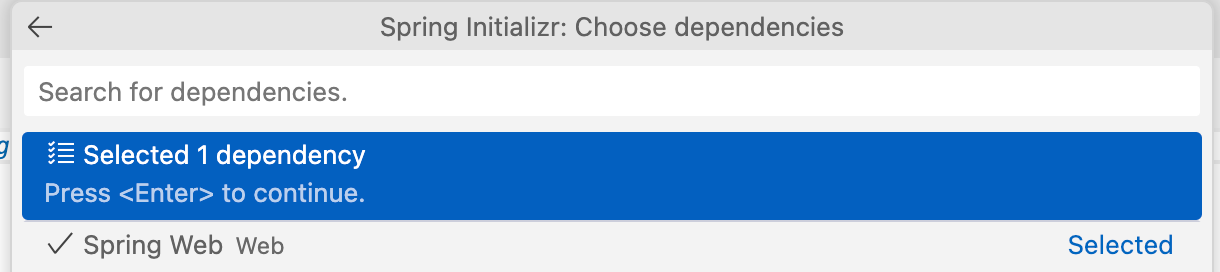 Spring Initializr: Choose dependencies
Search for dependencies.
Selected 1 dependency
Press <Enter> to continue.
Spring Web Web Selected